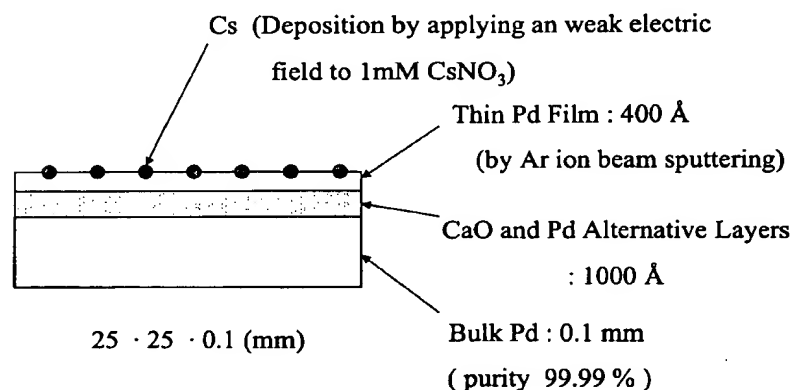 Cs (Deposition by applying an weak electric
field to 1mM CsNO₃)
Thin Pd Film : 400 Å
(by Ar ion beam sputtering)
CaO and Pd Alternative Layers
: 1000 Å
Bulk Pd : 0.1 mm
( purity 99.99 % )
25 · 25 · 0.1 (mm)